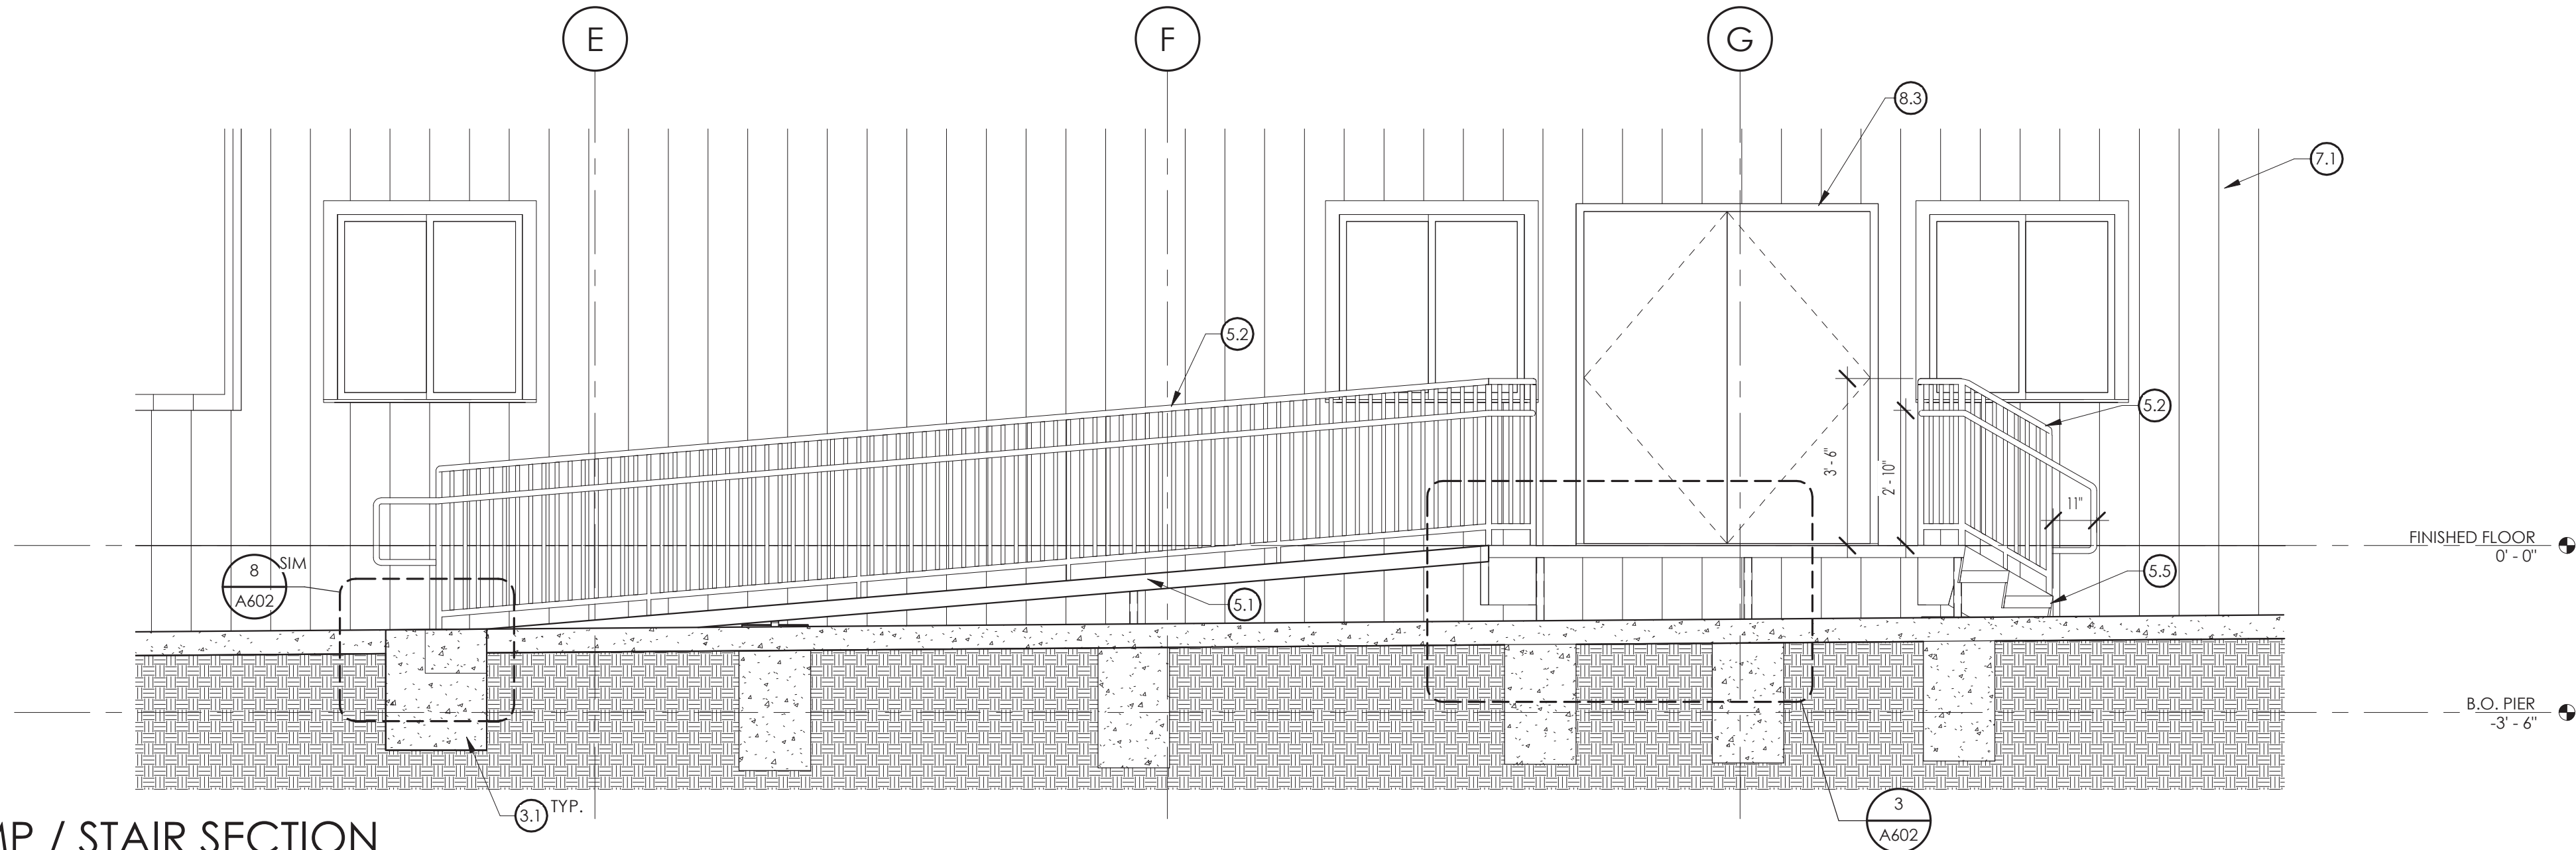 E
F
G
8.3
7.1
5.2
5.2
3' - 6"
2' - 10"
11"
FINISHED FLOOR
0' - 0"
8
SIM
A602
5.1
5.5
B.O. PIER
-3' - 6"
3.1
TYP.
3
A602
/ STAIR SECTION